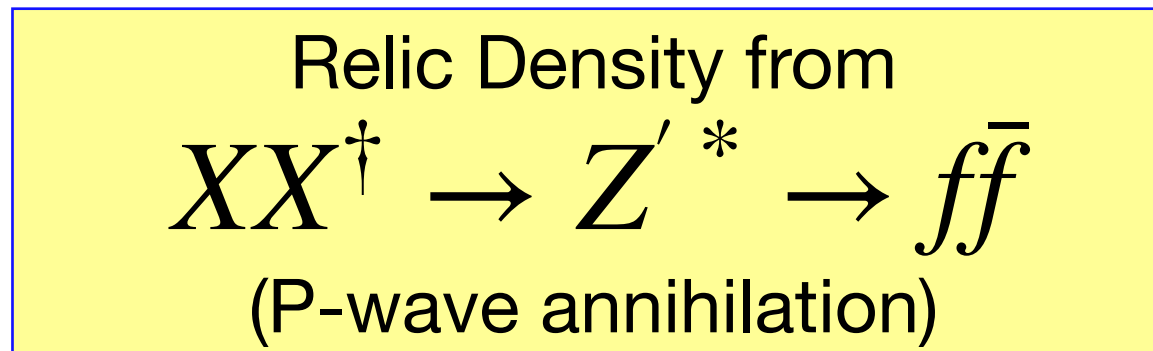 Relic Density from
XX† → Z′* → ff̄
(P-wave annihilation)